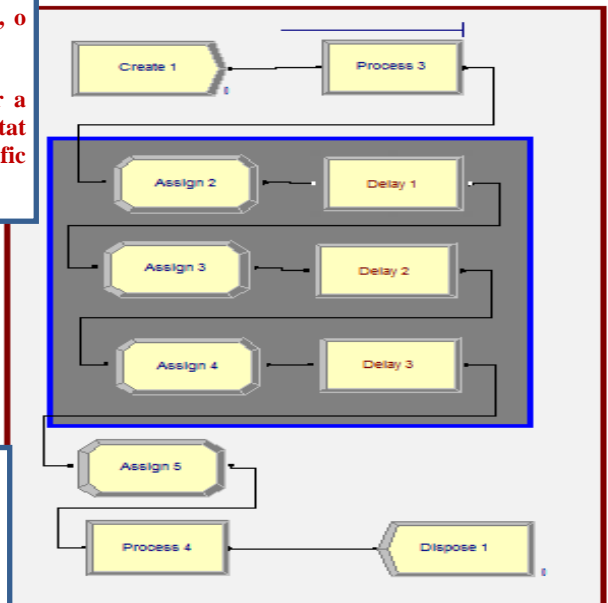 , o
r a
tat
fic
Create 1
0
Process 3
Assign 2
Delay 1
Assign 3
Delay 2
Assign 4
Delay 3
Assign 5
Process 4
Dispose 1
0